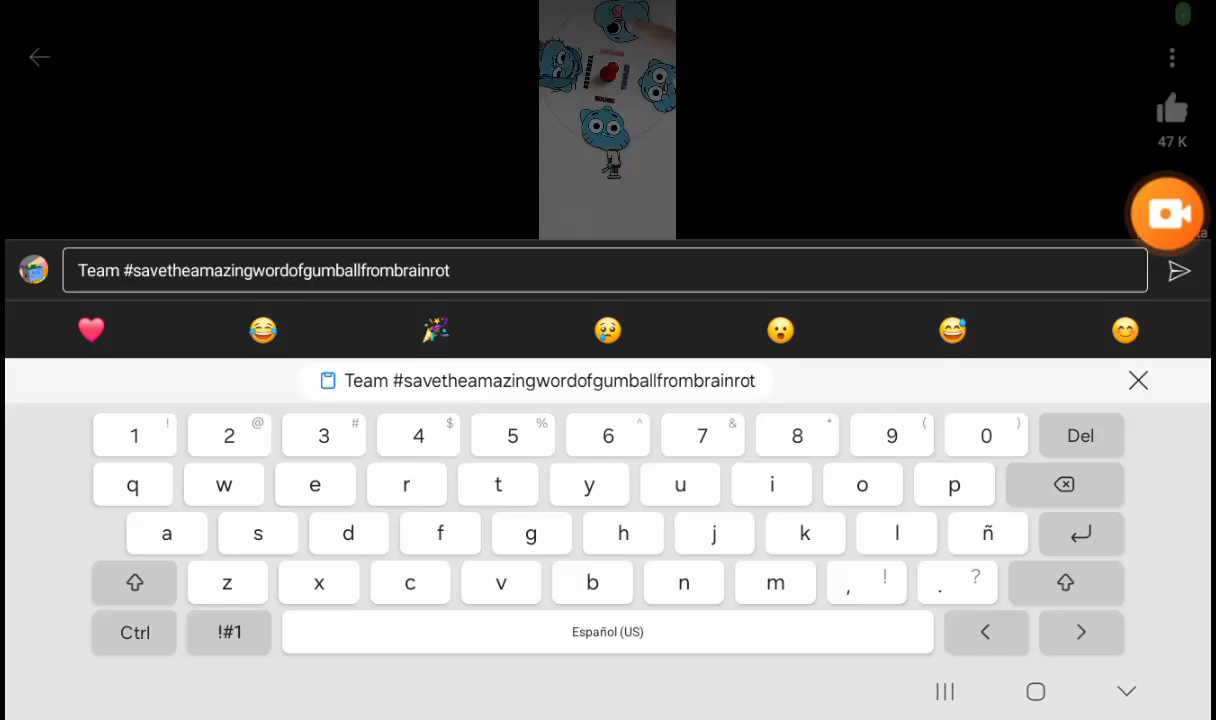 47 K
Team #savetheamazingwordofgumballfrombrainrot
Team #savetheamazingwordofgumballfrombrainrot
1 ! 2 @ 3 # 4 $ 5 % 6 ^ 7 & 8 * 9 ( 0 ) Del
q w e r t y u i o p
a s d f g h j k l ñ
z x c v b n m , ! . ?
Ctrl !#1 Español (US) < >